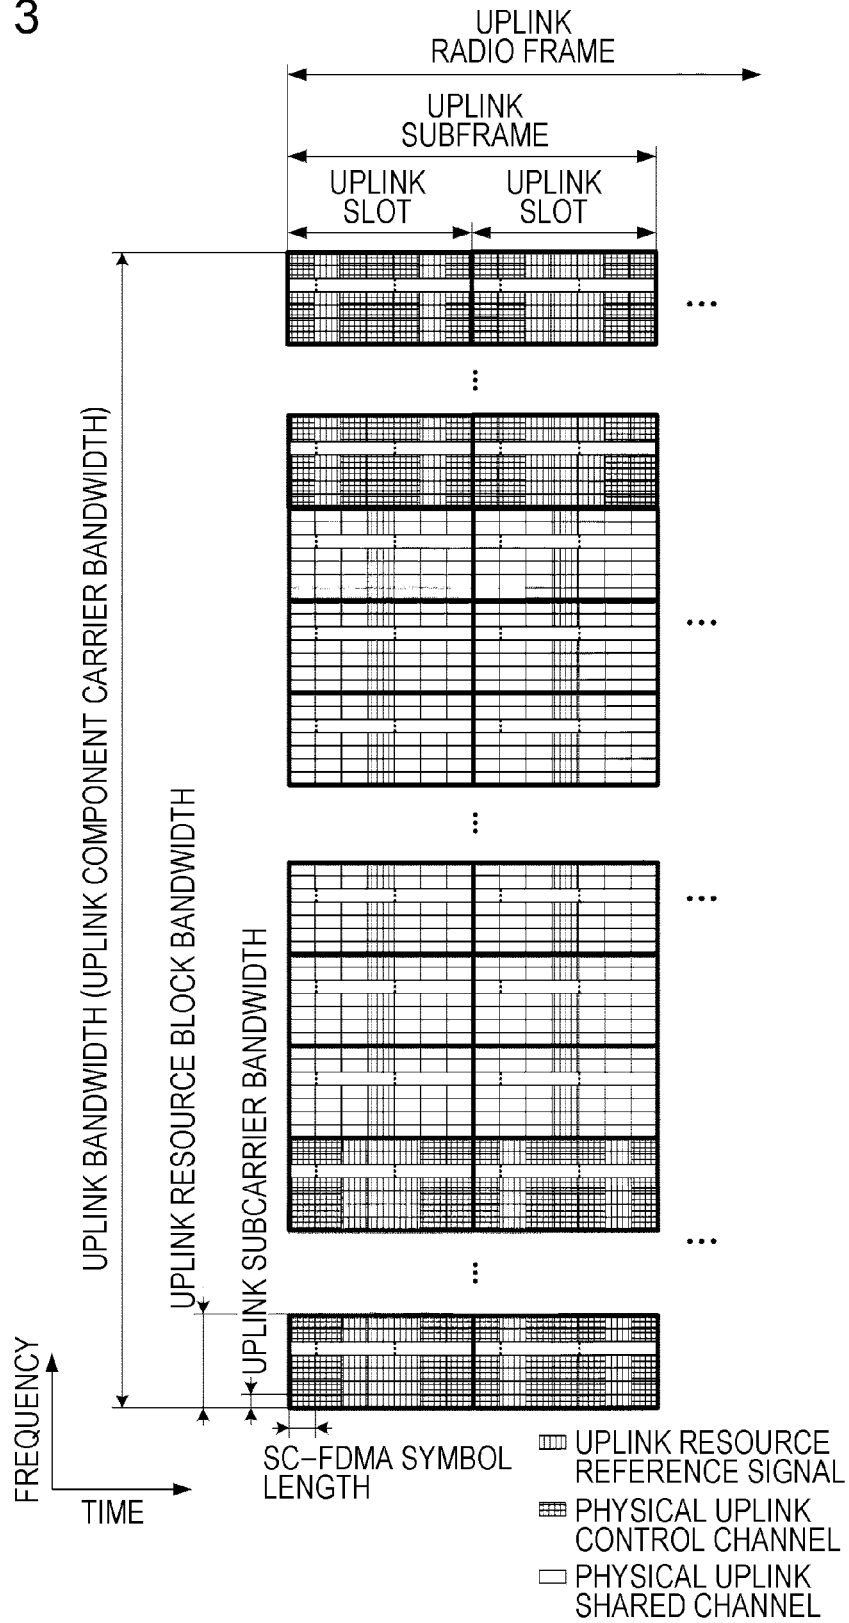 3
UPLINK
RADIO FRAME
UPLINK
SUBFRAME
UPLINK
SLOT
UPLINK
SLOT
UPLINK BANDWIDTH (UPLINK COMPONENT CARRIER BANDWIDTH)
UPLINK RESOURCE BLOCK BANDWIDTH
UPLINK SUBCARRIER BANDWIDTH
FREQUENCY
TIME
SC-FDMA SYMBOL
LENGTH
UPLINK RESOURCE
REFERENCE SIGNAL
PHYSICAL UPLINK
CONTROL CHANNEL
PHYSICAL UPLINK
SHARED CHANNEL